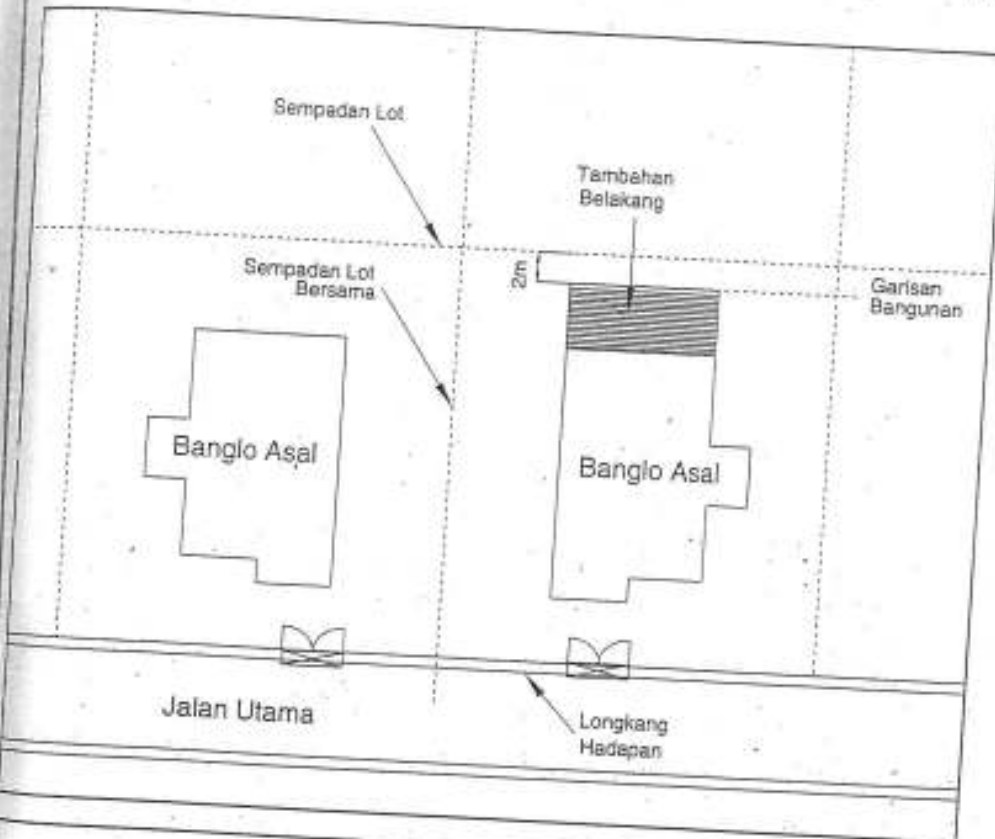 Sempadan Lot
Tambahan
Belakang
Sempadan Lot
Bersama
2m
Garisan
Bangunan
Banglo Asal
Banglo Asal
Jalan Utama
Longkang
Hadapan